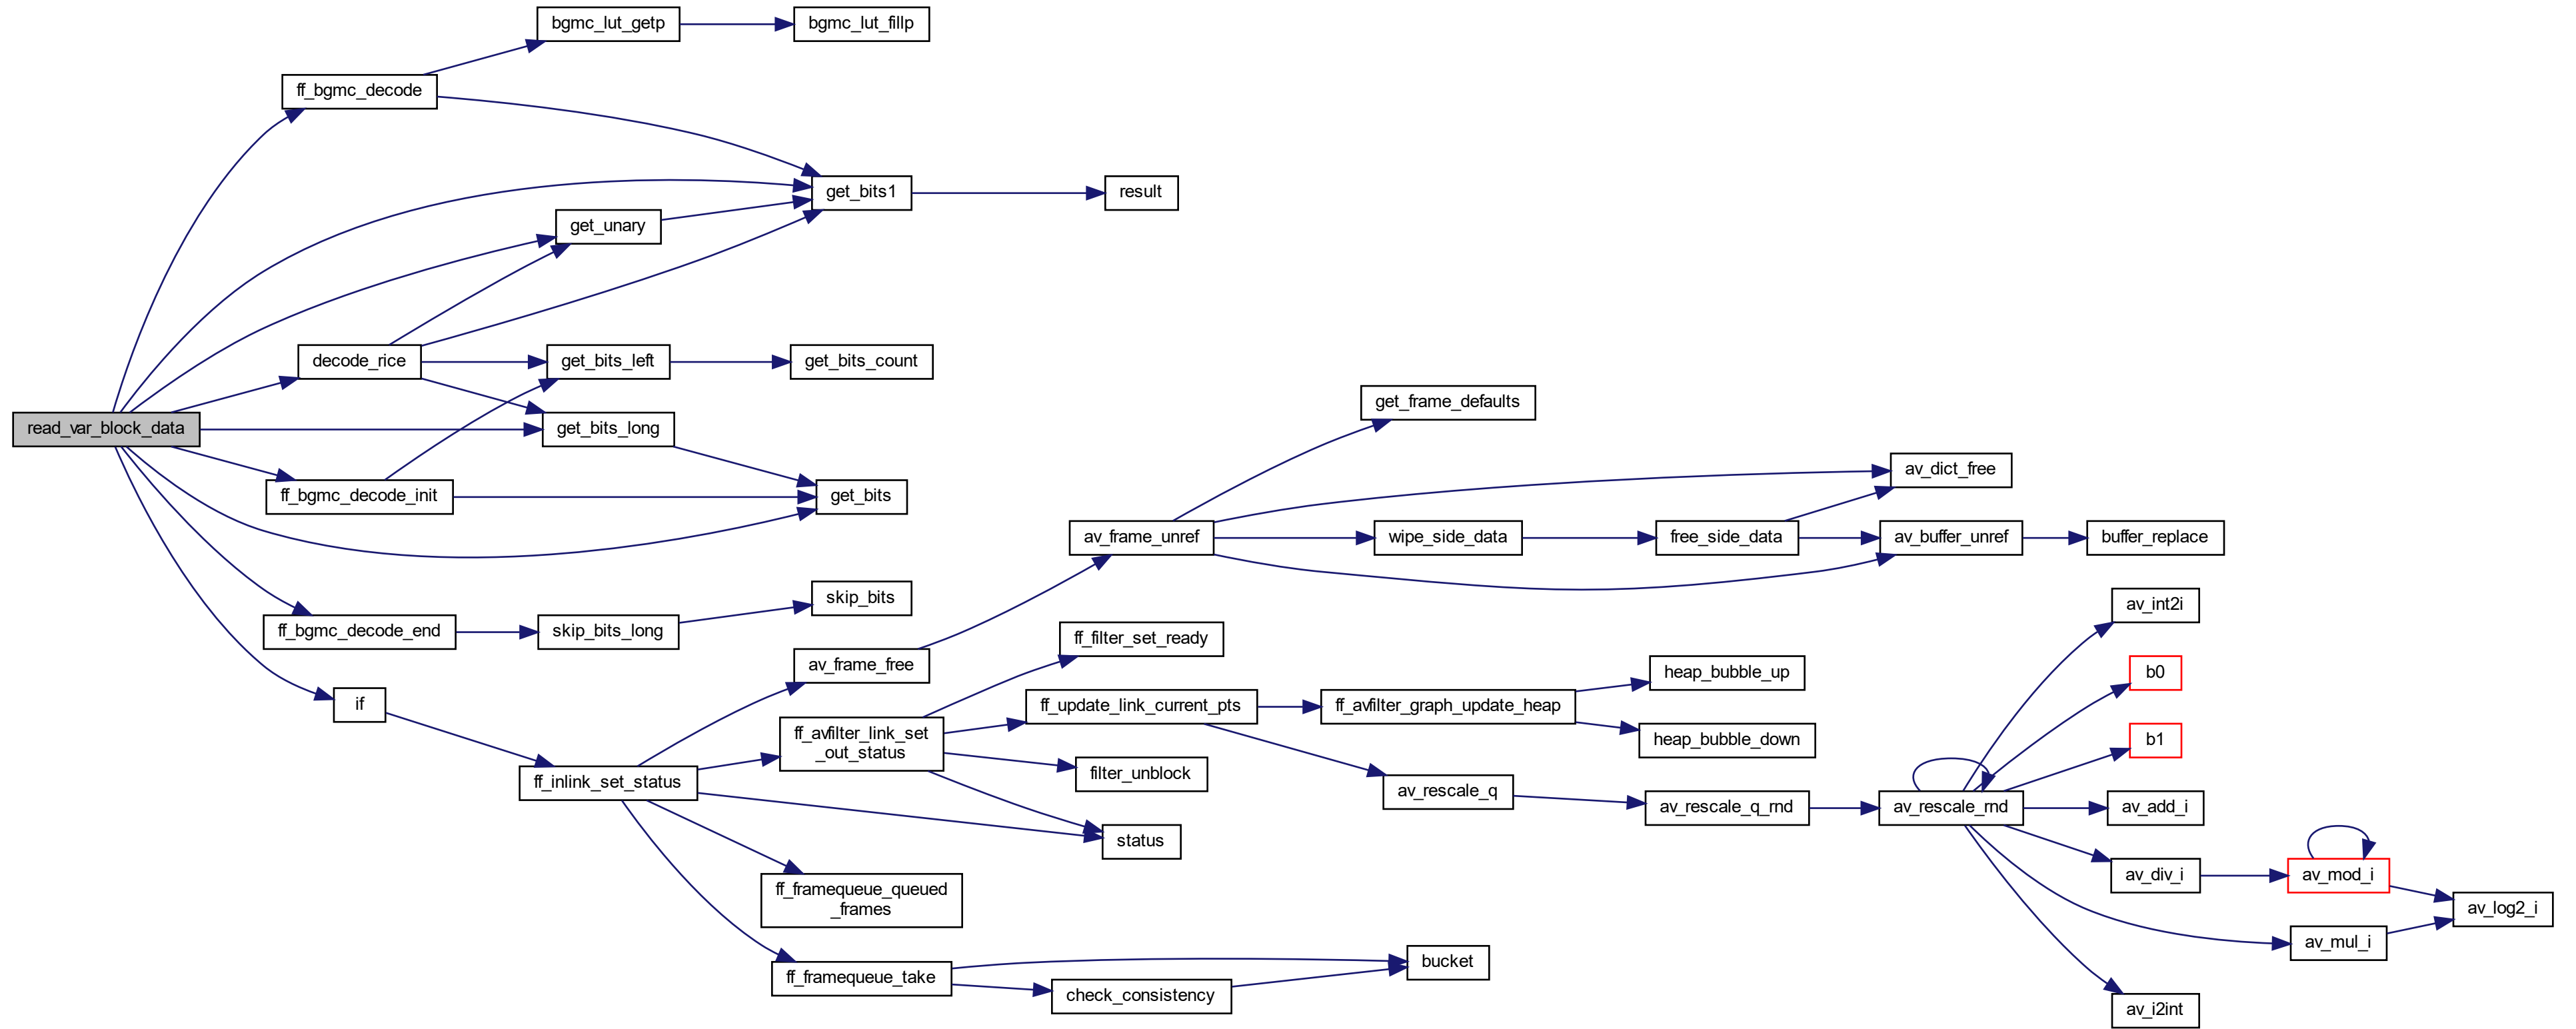 bgmc_lut_getp
bgmc_lut_fillp
ff_bgmc_decode
get_bits1
result
get_unary
decode_rice
get_bits_left
get_bits_count
get_frame_defaults
read_var_block_data
get_bits_long
av_dict_free
ff_bgmc_decode_init
get_bits
av_frame_unref
wipe_side_data
free_side_data
av_buffer_unref
buffer_replace
skip_bits
av_int2i
ff_bgmc_decode_end
skip_bits_long
ff_filter_set_ready
av_frame_free
heap_bubble_up
b0
if
ff_update_link_current_pts
ff_avfilter_graph_update_heap
ff_avfilter_link_set
_out_status
heap_bubble_down
b1
filter_unblock
ff_inlink_set_status
av_rescale_q
av_rescale_q_rnd
av_rescale_rnd
av_add_i
status
av_div_i
av_mod_i
ff_framequeue_queued
_frames
av_log2_i
av_mul_i
bucket
ff_framequeue_take
check_consistency
av_i2int